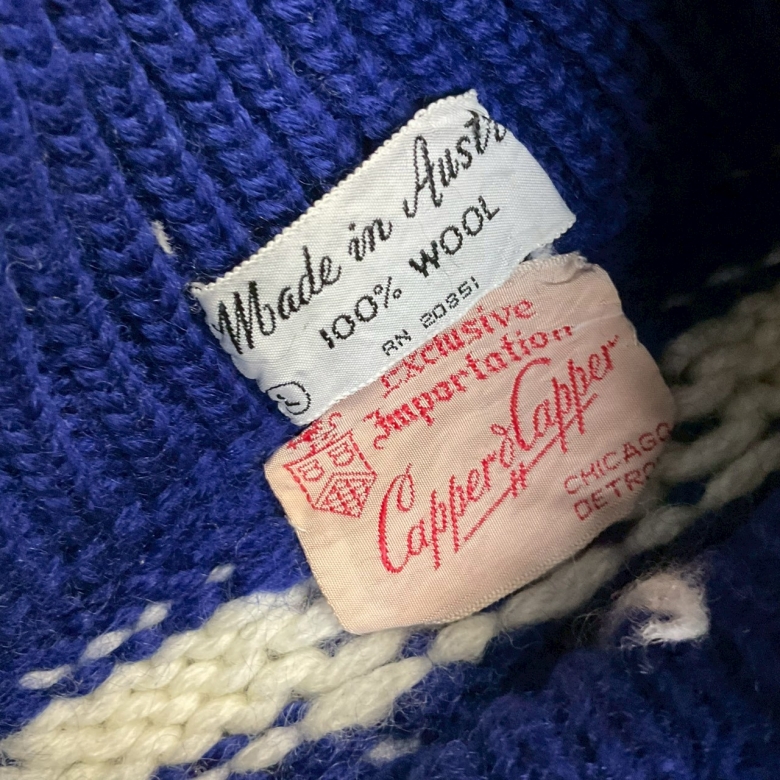 Made in Austr
100% WOOL
RN 20851
Exclusive
Importation
Capper & Capper
CHICAGO
DETRO